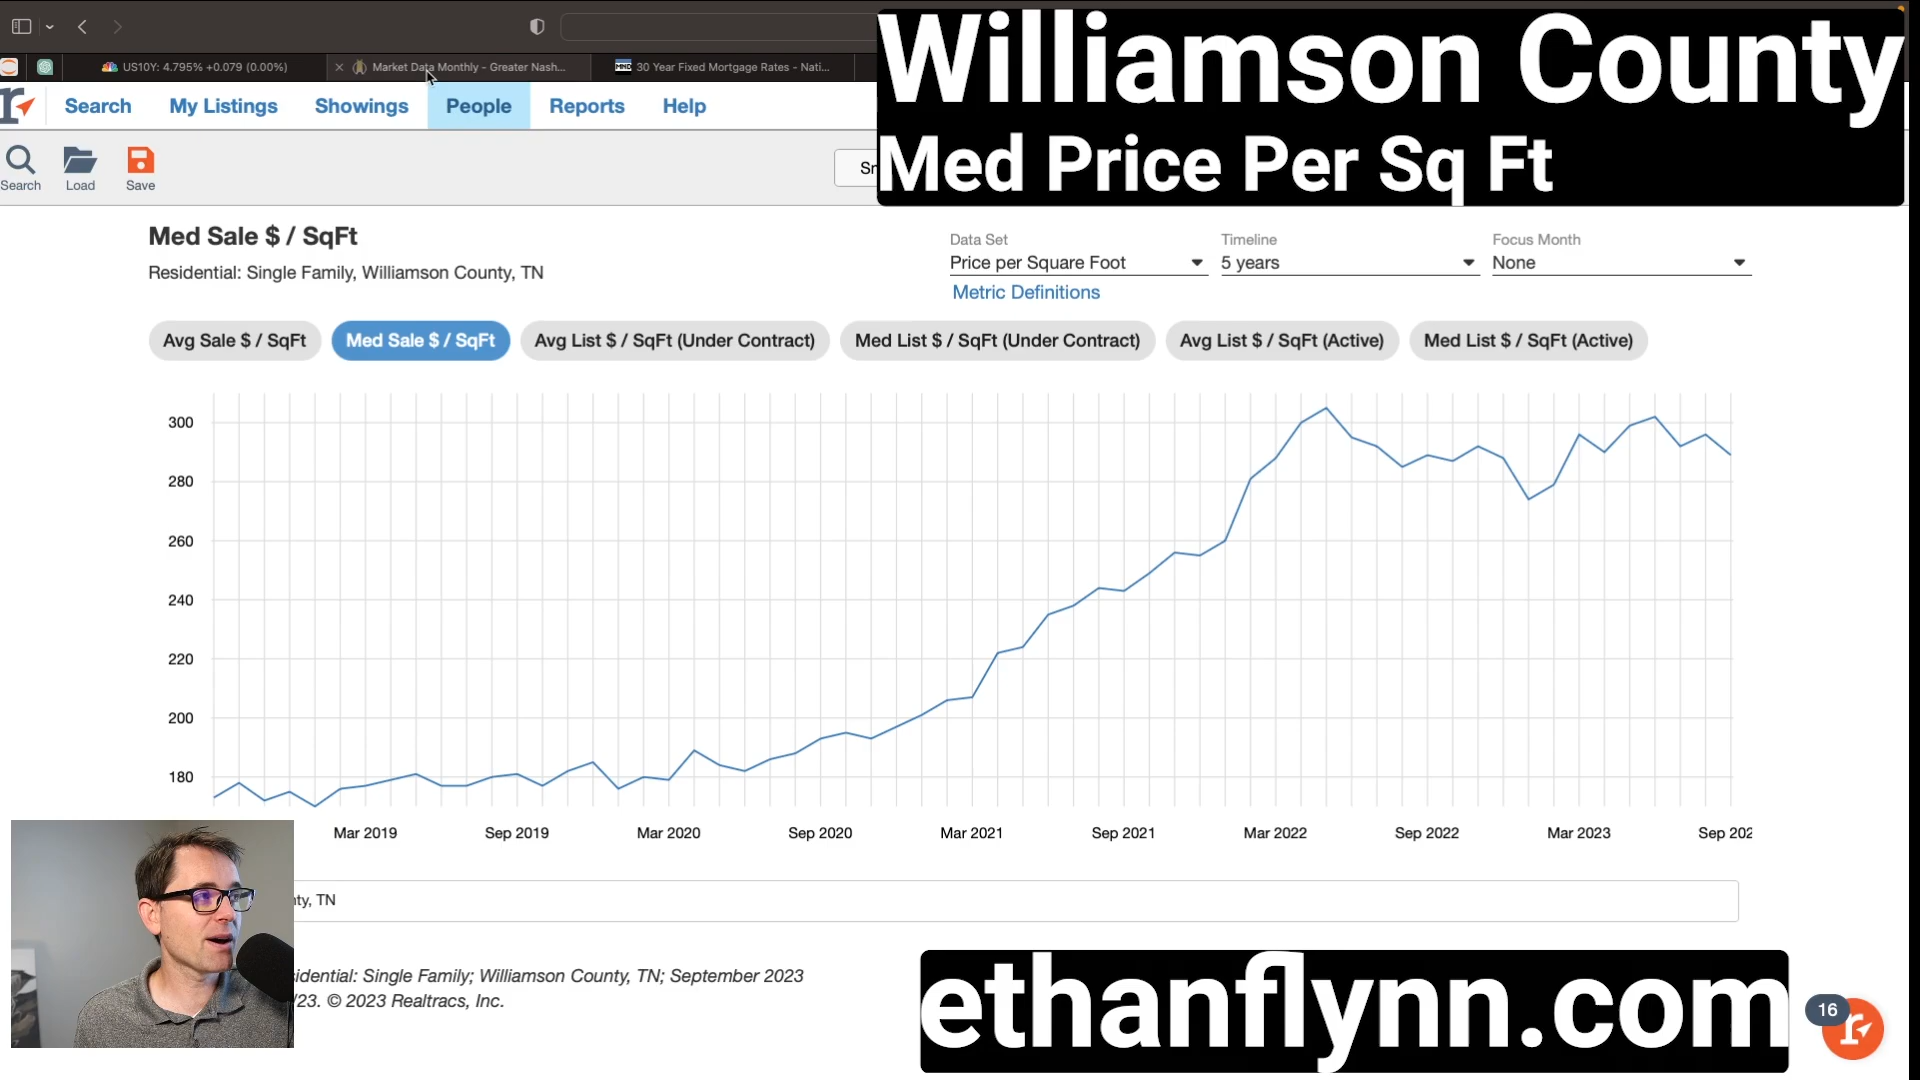 Williamson County
Med Price Per Sq Ft
US10Y: 4.795% +0.079 (0.00%)
Market Data Monthly - Greater Nash...
30 Year Fixed Mortgage Rates - Nati...
MND
Search
My Listings
Showings
People
Reports
Help
Search
Load
Save
Med Sale $ / SqFt
Residential: Single Family, Williamson County, TN
Data Set
Price per Square Foot
Metric Definitions
Timeline
5 years
Focus Month
None
Avg Sale $ / SqFt
Med Sale $ / SqFt
Avg List $ / SqFt (Under Contract)
Med List $ / SqFt (Under Contract)
Avg List $ / SqFt (Active)
Med List $ / SqFt (Active)
300
280
260
240
220
200
180
Mar 2019
Sep 2019
Mar 2020
Sep 2020
Mar 2021
Sep 2021
Mar 2022
Sep 2022
Mar 2023
Sep 202
nty, TN
sidential: Single Family; Williamson County, TN; September 2023
/23. © 2023 Realtracs, Inc.
ethanflynn.com
16